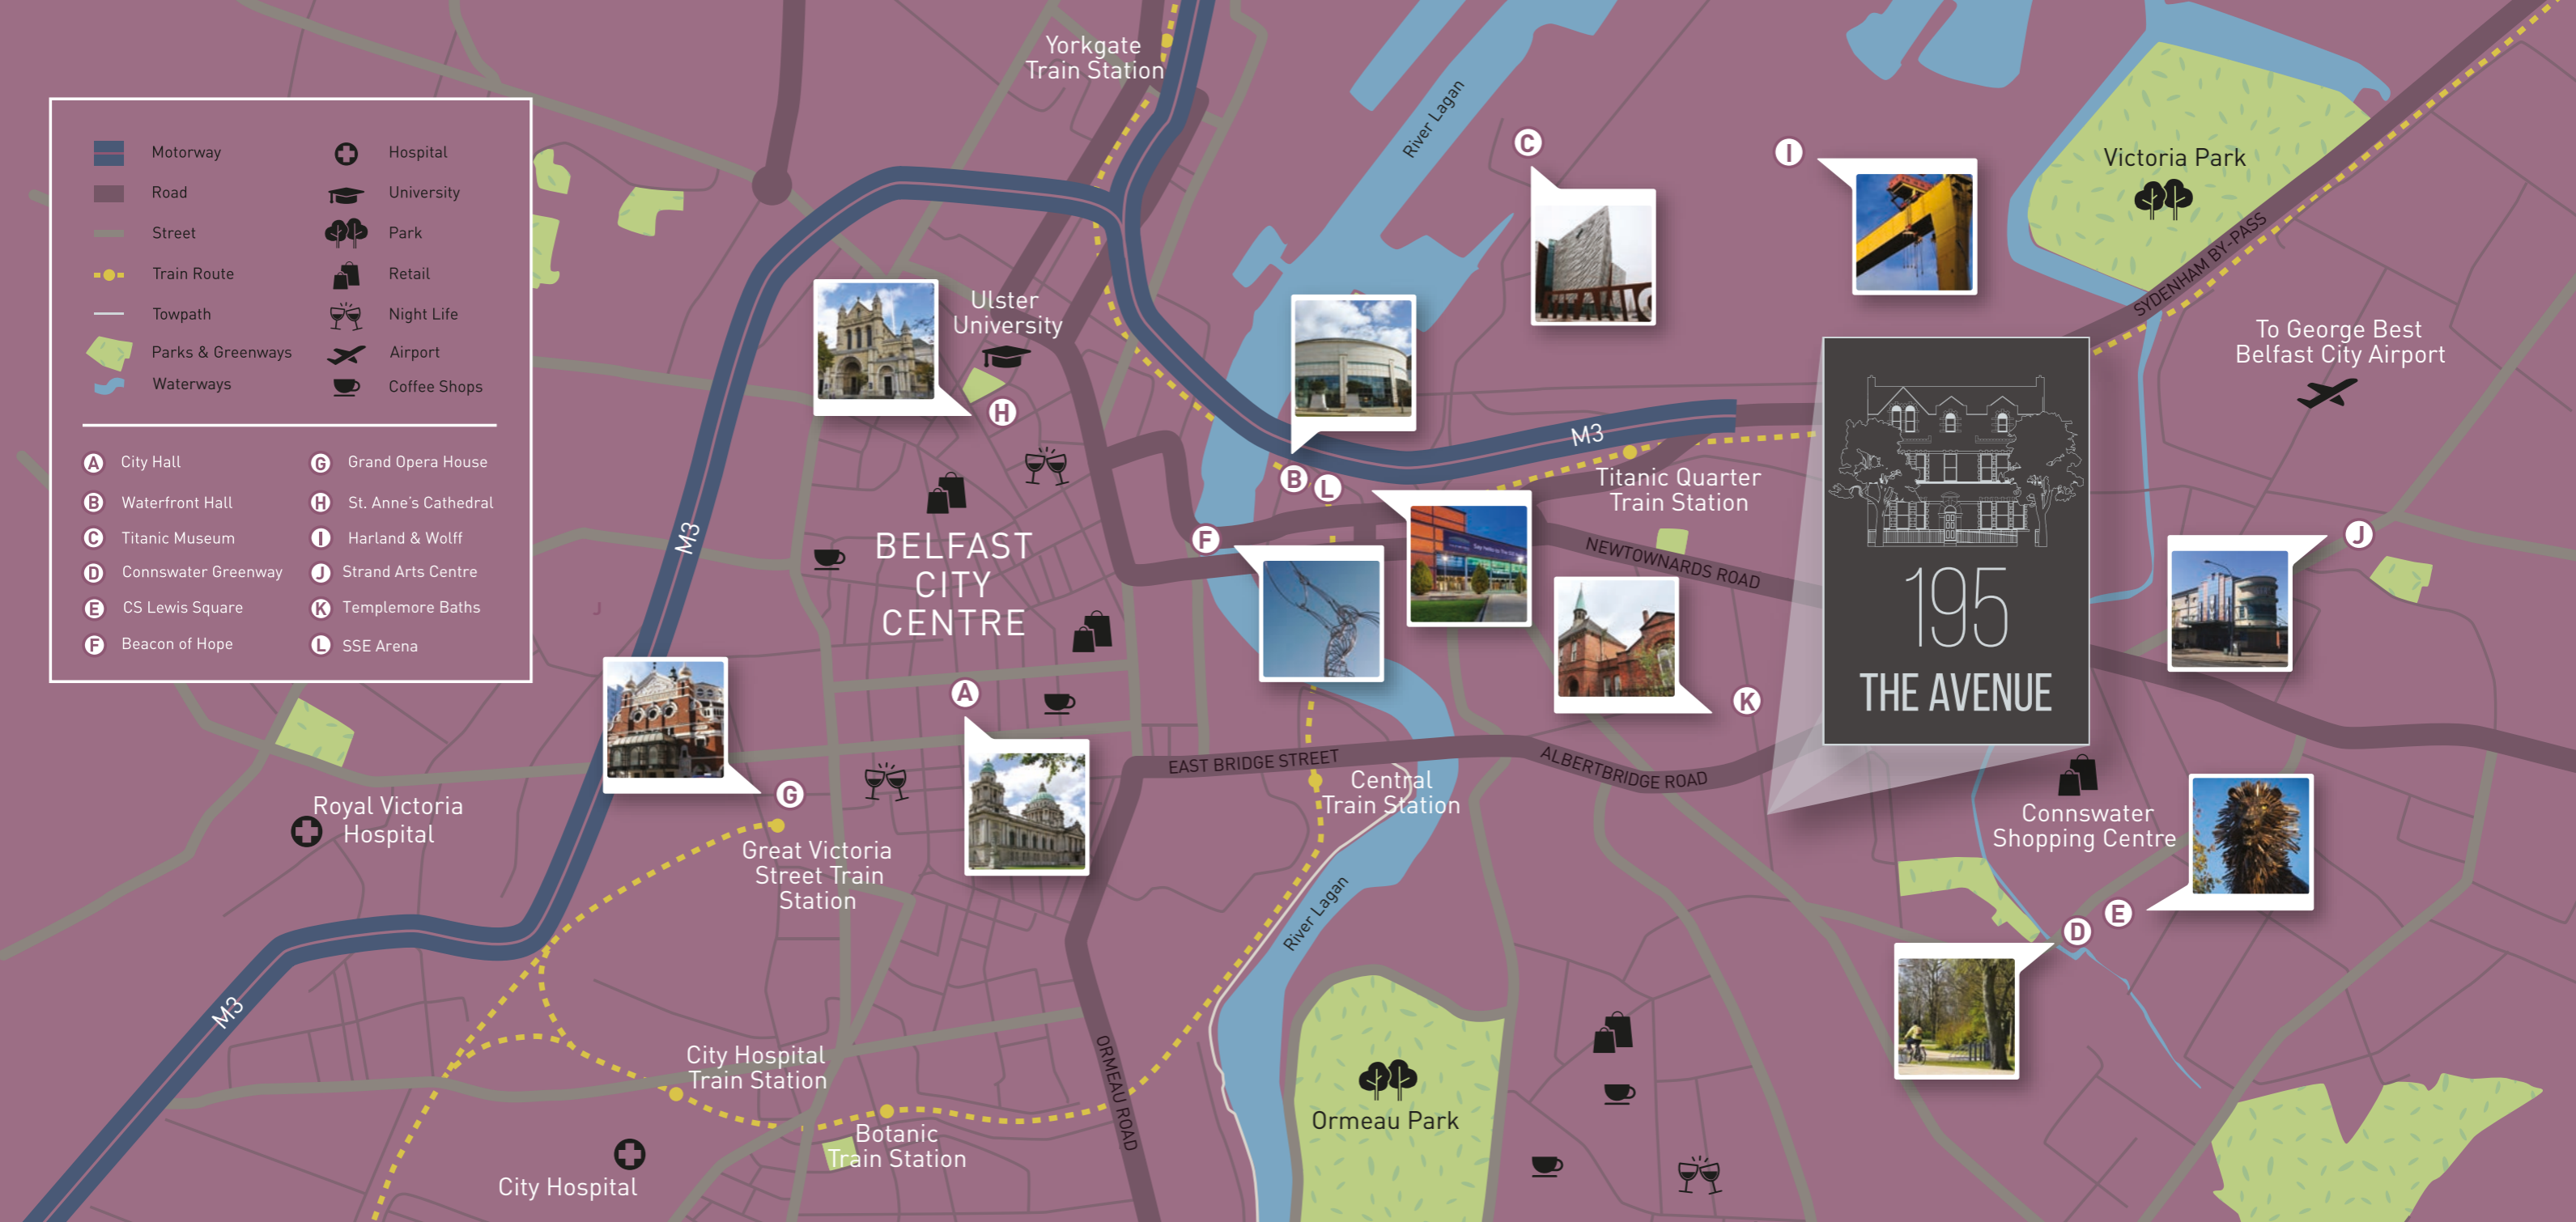 Motorway
Road
Street
Train Route
Towpath
Parks & Greenways
Waterways
Hospital
University
Park
Retail
Night Life
Airport
Coffee Shops
A City Hall
B Waterfront Hall
C Titanic Museum
D Connswater Greenway
E CS Lewis Square
F Beacon of Hope
G Grand Opera House
H St. Anne's Cathedral
I Harland & Wolff
J Strand Arts Centre
K Templemore Baths
L SSE Arena
Yorkgate
Train Station
River Lagan
C
I
Victoria Park
SYDENHAM BY-PASS
To George Best
Belfast City Airport
Ulster
University
H
M3
B
L
M3
Titanic Quarter
Train Station
F
NEWTOWNARDS ROAD
BELFAST
CITY
CENTRE
195
THE AVENUE
J
K
A
G
EAST BRIDGE STREET
ALBERTBRIDGE ROAD
Central
Train Station
Connswater
Shopping Centre
Royal Victoria
Hospital
Great Victoria
Street Train
Station
River Lagan
E
D
M3
City Hospital
Train Station
ORMEAU ROAD
Ormeau Park
Botanic
Train Station
City Hospital